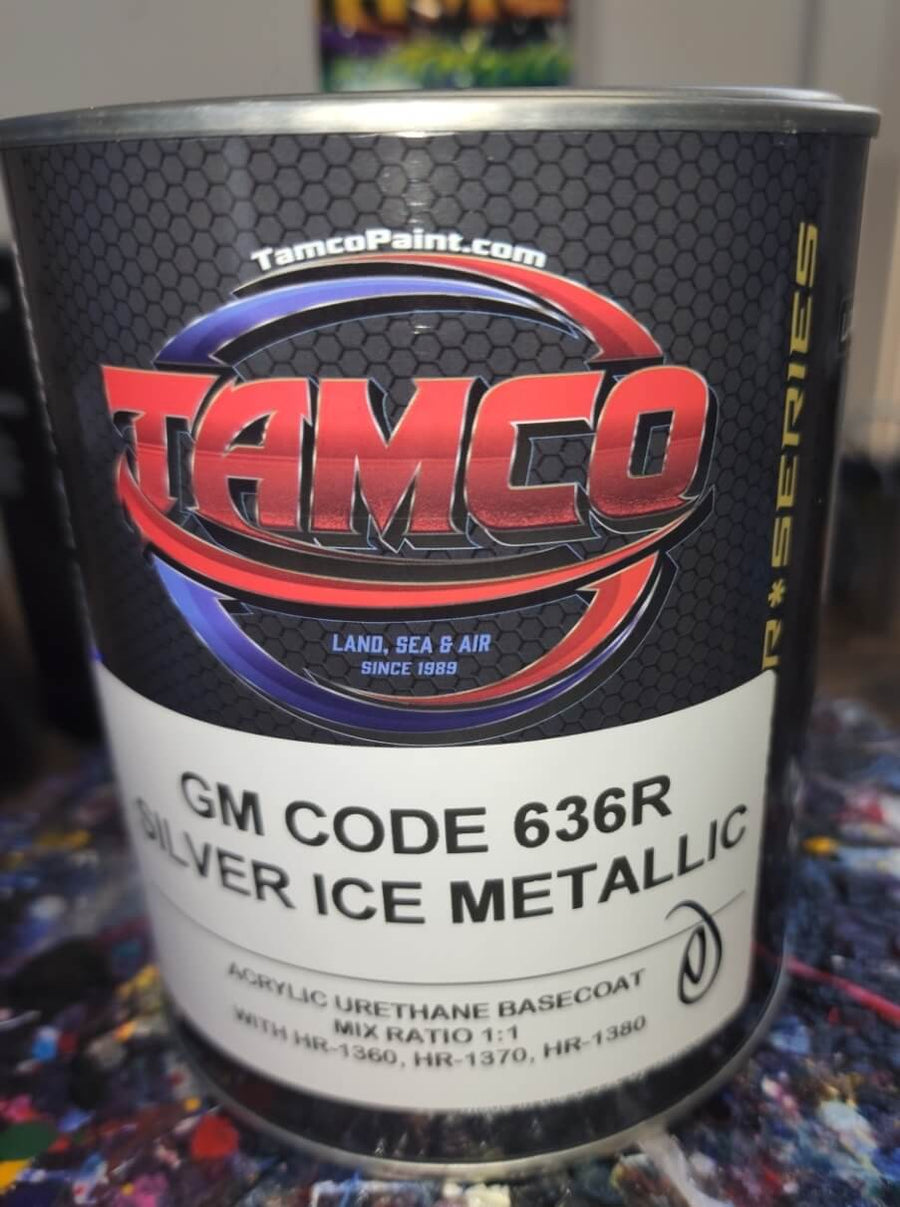 TamcoPaint.com
TAMCO
LAND, SEA & AIR
SINCE 1989
R*SERIES
GM CODE 636R
SILVER ICE METALLIC
ACRYLIC URETHANE BASECOAT
MIX RATIO 1:1
WITH HR-1360, HR-1370, HR-1380